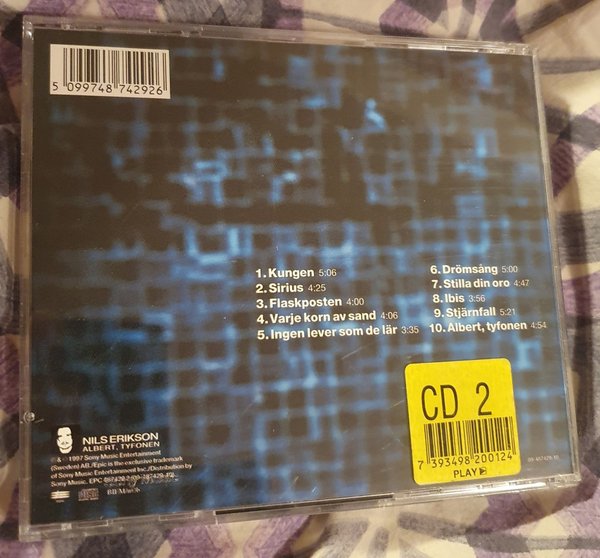 5 099748 742926
1. Kungen 5:06
2. Sirius 4:25
3. Flaskposten 4:00
4. Varje korn av sand 4:06
5. Ingen lever som de lär 3:35
6. Drömsång 5:00
7. Stilla din oro 4:47
8. Ibis 3:56
9. Stjärnfall 5:21
10. Albert, tyfonen 4:54
CD 2
7 393498 200124
PLAY
NILS ERIKSON
ALBERT, TYFONEN
℗ & © 1997 Sony Music Entertainment
(Sweden) AB./Epic is the exclusive trademark
of Sony Music Entertainment Inc./Distribution by
Sony Music. EPC